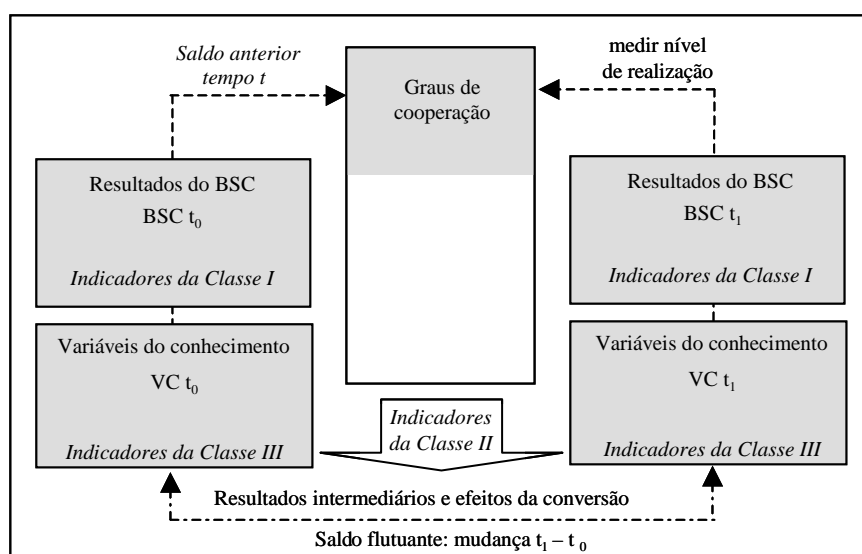 Saldo anterior
tempo t
Graus de
cooperação
medir nível
de realização
Resultados do BSC
BSC t₀
Indicadores da Classe I
Resultados do BSC
BSC t₁
Indicadores da Classe I
Variáveis do conhecimento
VC t₀
Indicadores da Classe III
Variáveis do conhecimento
VC t₁
Indicadores da Classe III
Indicadores
da Classe II
Resultados intermediários e efeitos da conversão
Saldo flutuante: mudança t₁ – t₀